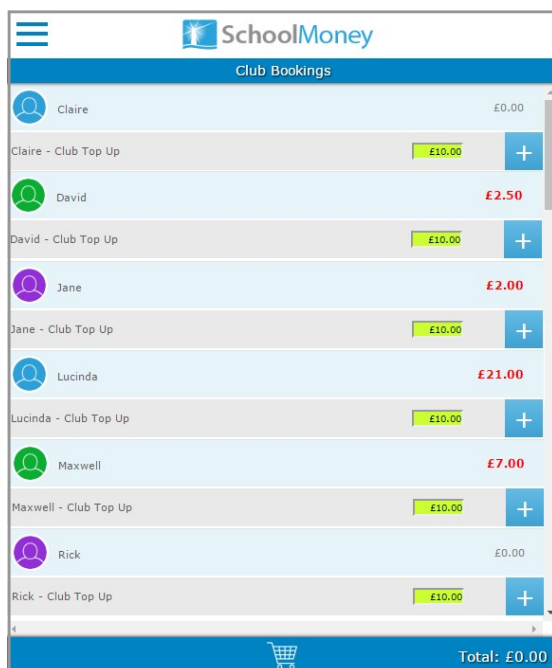 SchoolMoney
Club Bookings
Claire £0.00
Claire - Club Top Up £10.00 +
David £2.50
David - Club Top Up £10.00 +
Jane £2.00
Jane - Club Top Up £10.00 +
Lucinda £21.00
Lucinda - Club Top Up £10.00 +
Maxwell £7.00
Maxwell - Club Top Up £10.00 +
Rick £0.00
Rick - Club Top Up £10.00 +
Total: £0.00